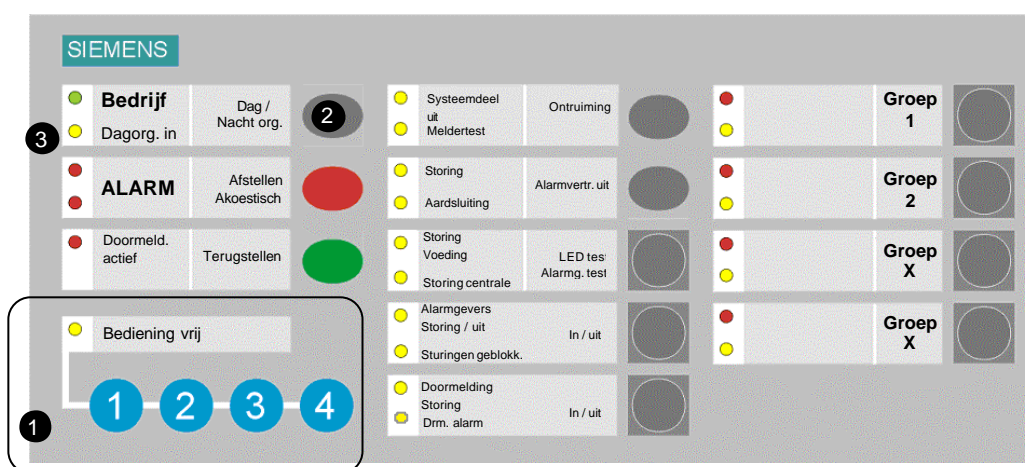 SIEMENS
Bedrijf
Dagorg. in
Dag /
Nacht org.
2
3
ALARM
Afstellen
Akoestisch
Doormeld.
actief
Terugstellen
Bediening vrij
1 2 3 4
1
Systeemdeel
uit
Meldertest
Ontruiming
Storing
Aardsluiting
Alarmvertr. uit
Storing
Voeding
Storing centrale
LED test
Alarmg. test
Alarmgevers
Storing / uit
Sturingen geblokk.
In / uit
Doormelding
Storing
Drm. alarm
In / uit
Groep
1
Groep
2
Groep
X
Groep
X